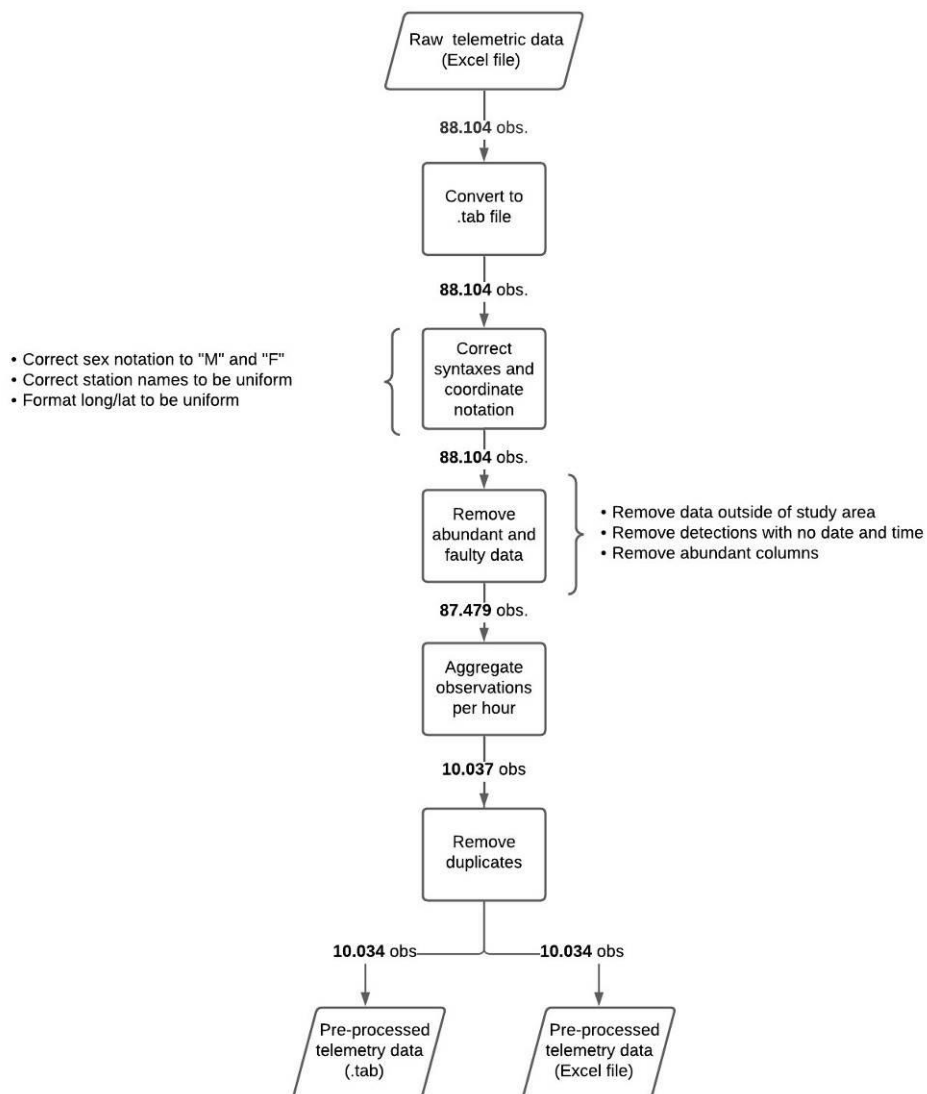 Raw telemetric data
(Excel file)
88.104 obs.
Convert to
.tab file
88.104 obs.
• Correct sex notation to "M" and "F"
• Correct station names to be uniform
• Format long/lat to be uniform
Correct
syntaxes and
coordinate
notation
88.104 obs.
Remove
abundant and
faulty data
• Remove data outside of study area
• Remove detections with no date and time
• Remove abundant columns
87.479 obs.
Aggregate
observations
per hour
10.037 obs
Remove
duplicates
10.034 obs
10.034 obs
Pre-processed
telemetry data
(.tab)
Pre-processed
telemetry data
(Excel file)